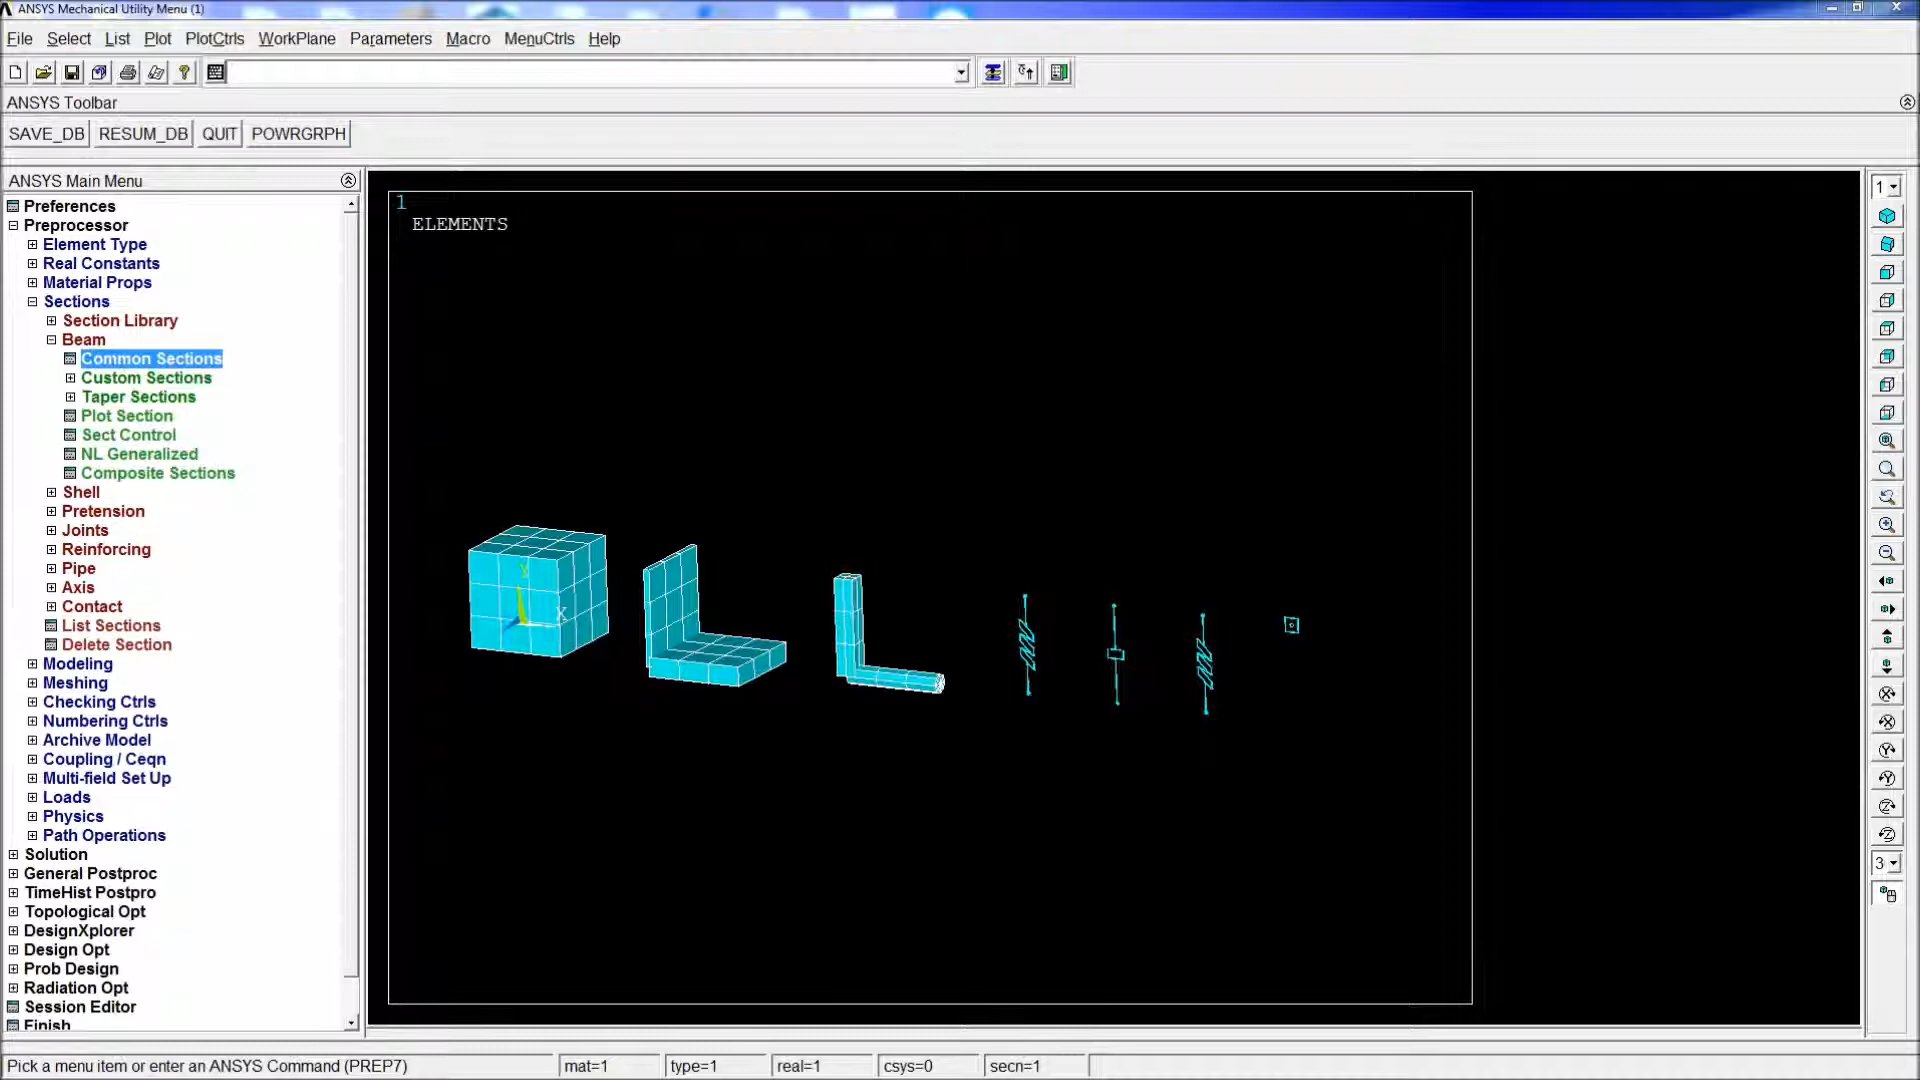 ANSYS Mechanical Utility Menu (1)
File Select List Plot PlotCtrls WorkPlane Parameters Macro MenuCtrls Help
ANSYS Toolbar
SAVE_DB RESUM_DB QUIT POWRGRPH
ANSYS Main Menu
Preferences
Preprocessor
Element Type
Real Constants
Material Props
Sections
Section Library
Beam
Common Sections
Custom Sections
Taper Sections
Plot Section
Sect Control
NL Generalized
Composite Sections
Shell
Pretension
Joints
Reinforcing
Pipe
Axis
Contact
List Sections
Delete Section
Modeling
Meshing
Checking Ctrls
Numbering Ctrls
Archive Model
Coupling / Ceqn
Multi-field Set Up
Loads
Physics
Path Operations
Solution
General Postproc
TimeHist Postpro
Topological Opt
DesignXplorer
Design Opt
Prob Design
Radiation Opt
Session Editor
Finish
1
ELEMENTS
Y
X
1
3
Pick a menu item or enter an ANSYS Command (PREP7) mat=1 type=1 real=1 csys=0 secn=1